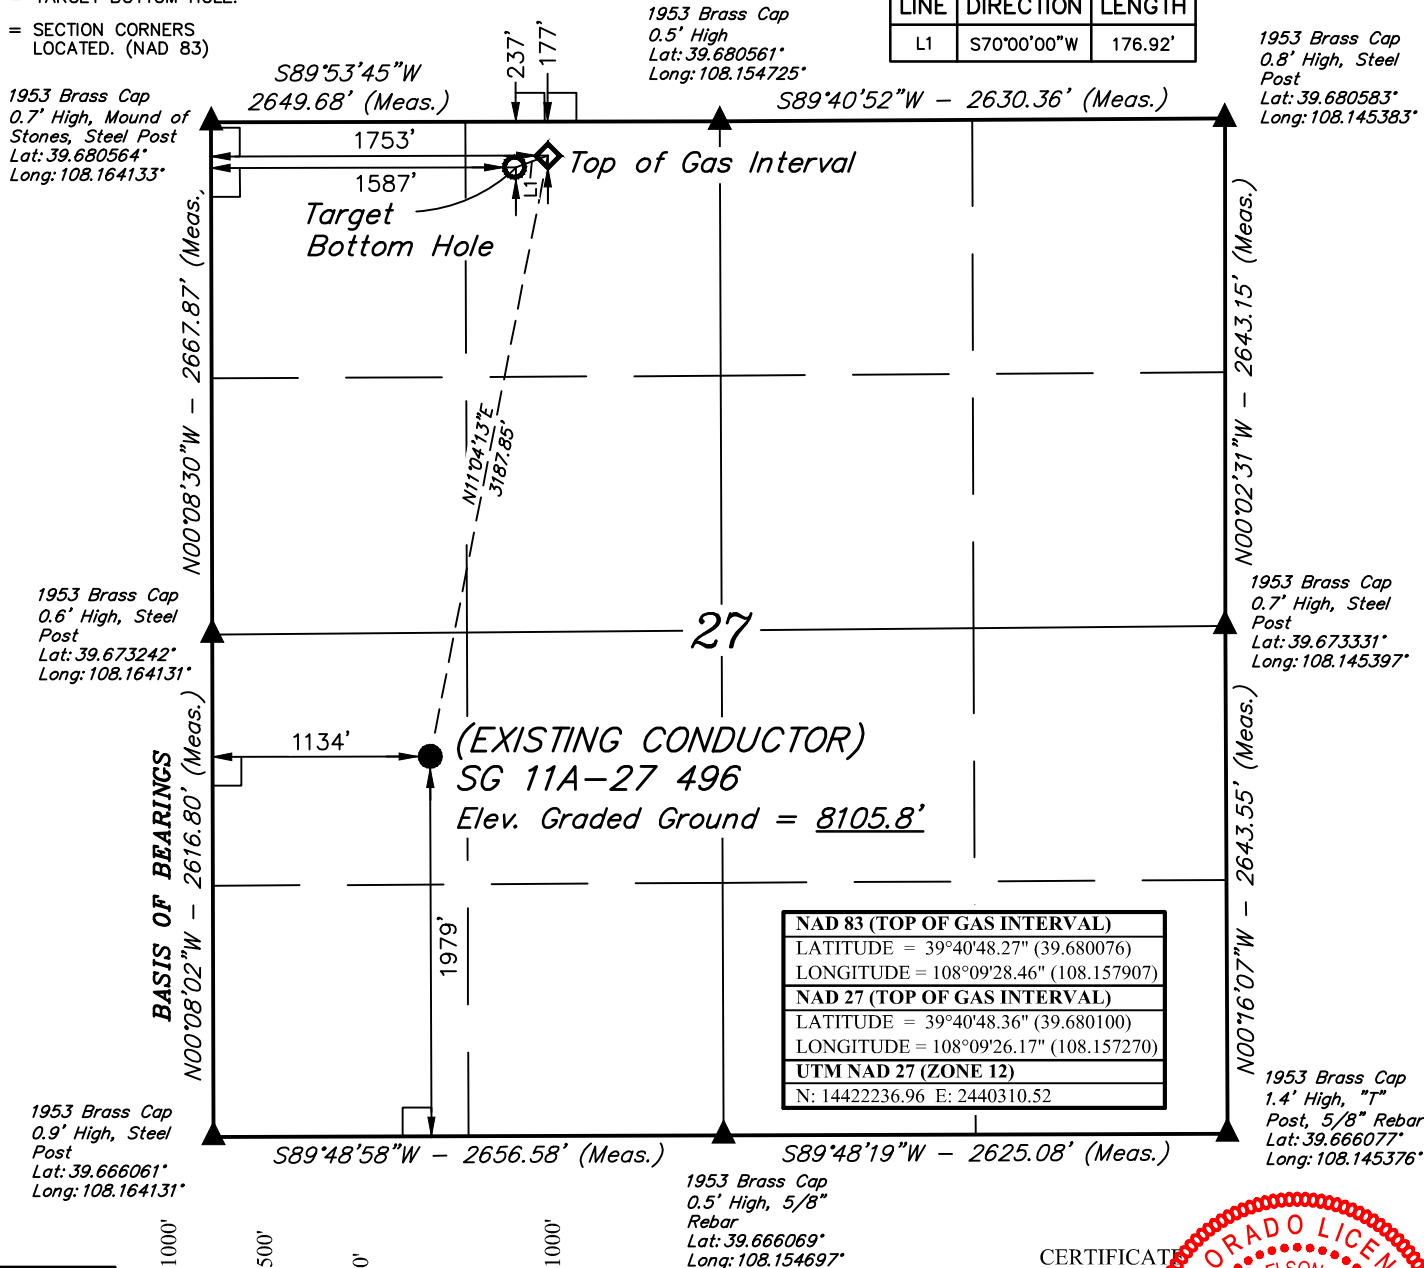 TARGET BOTTOM HOLE.
= SECTION CORNERS
LOCATED. (NAD 83)
LINE DIRECTION LENGTH
L1 S70°00'00"W 176.92'
1953 Brass Cap
0.5' High
Lat: 39.680561°
Long: 108.154725°
1953 Brass Cap
0.8' High, Steel
Post
Lat: 39.680583°
Long: 108.145383°
1953 Brass Cap
0.7' High, Mound of
Stones, Steel Post
Lat: 39.680564°
Long: 108.164133°
S89°53'45"W
2649.68' (Meas.)
237'
177'
S89°40'52"W – 2630.36' (Meas.)
1753'
1587'
L1
Top of Gas Interval
Target
Bottom Hole
N00°08'30"W – 2667.87' (Meas.)
N00°02'31"W – 2643.15' (Meas.)
N11°04'13"E
3187.85'
1953 Brass Cap
0.6' High, Steel
Post
Lat: 39.673242°
Long: 108.164131°
27
1953 Brass Cap
0.7' High, Steel
Post
Lat: 39.673331°
Long: 108.145397°
1134'
(EXISTING CONDUCTOR)
SG 11A–27 496
Elev. Graded Ground = 8105.8'
BASIS OF BEARINGS
N00°08'02"W – 2616.80' (Meas.)
1979'
N00°16'07"W – 2643.55' (Meas.)
NAD 83 (TOP OF GAS INTERVAL)
LATITUDE = 39°40'48.27" (39.680076)
LONGITUDE = 108°09'28.46" (108.157907)
NAD 27 (TOP OF GAS INTERVAL)
LATITUDE = 39°40'48.36" (39.680100)
LONGITUDE = 108°09'26.17" (108.157270)
UTM NAD 27 (ZONE 12)
N: 14422236.96 E: 2440310.52
1953 Brass Cap
0.9' High, Steel
Post
Lat: 39.666061°
Long: 108.164131°
S89°48'58"W – 2656.58' (Meas.)
S89°48'19"W – 2625.08' (Meas.)
1953 Brass Cap
1.4' High, "T"
Post, 5/8" Rebar
Lat: 39.666077°
Long: 108.145376°
1953 Brass Cap
0.5' High, 5/8"
Rebar
Lat: 39.666069°
Long: 108.154697°
1000'
500'
0'
1000'
CERTIFICATE
ORADO LICEN
ELSON